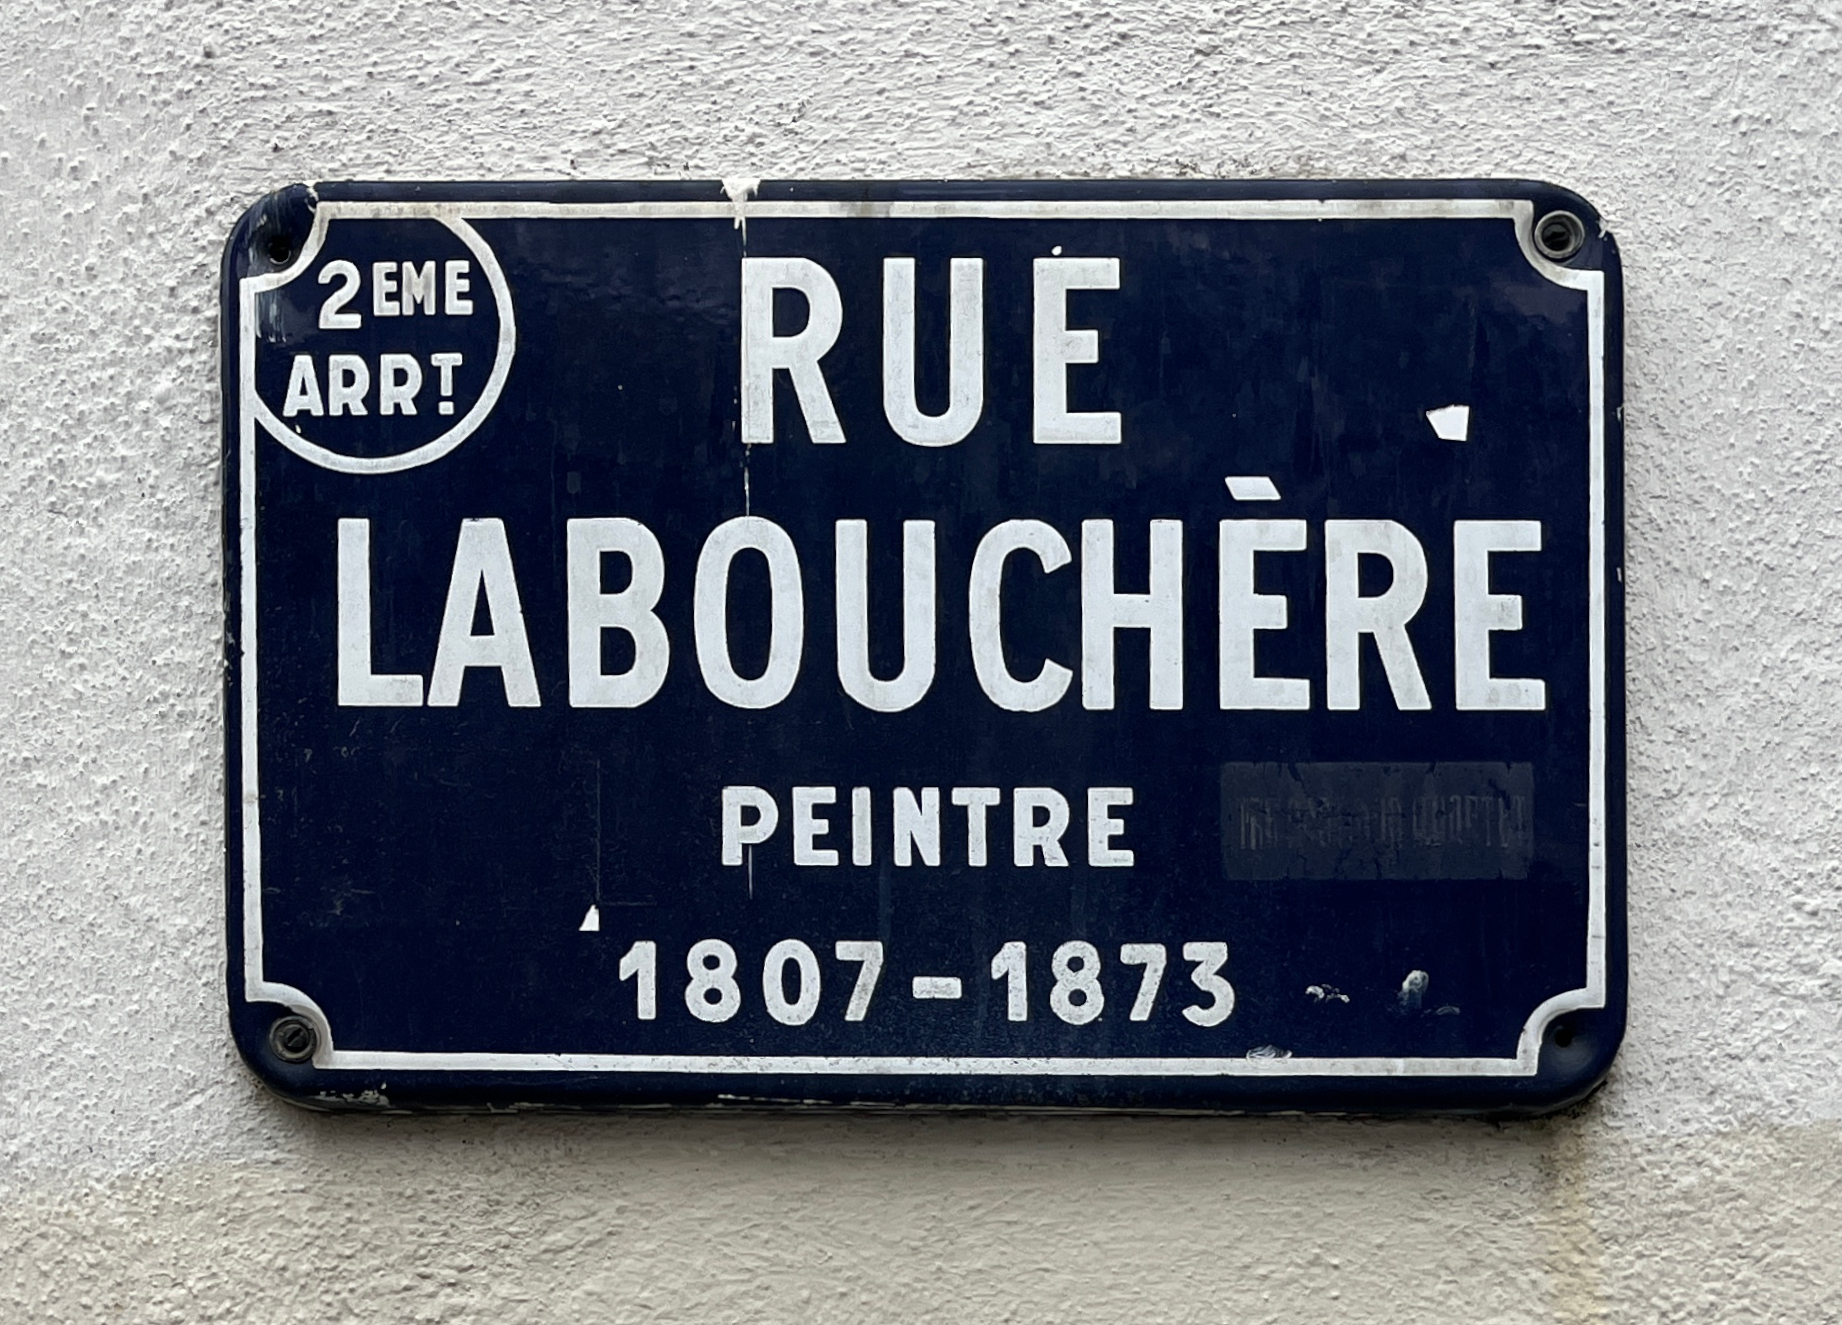 2EME
ARRT
RUE
LABOUCHÈRE
PEINTRE
1807-1873